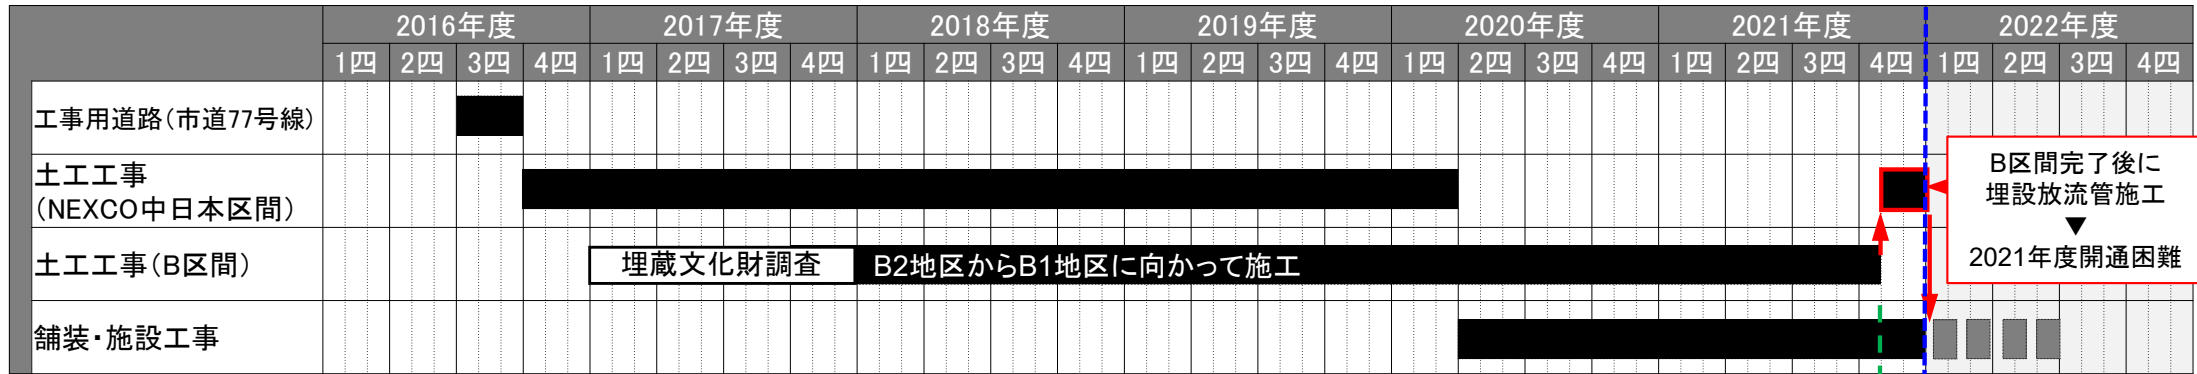 2016年度 2017年度 2018年度 2019年度 2020年度 2021年度 2022年度
1四 2四 3四 4四 1四 2四 3四 4四 1四 2四 3四 4四 1四 2四 3四 4四 1四 2四 3四 4四 1四 2四 3四 4四 1四 2四 3四 4四
工事用道路(市道77号線)
土工工事
(NEXCO中日本区間)
B区間完了後に
埋設放流管施工
▼
2021年度開通困難
土工工事(B区間)
埋蔵文化財調査 B2地区からB1地区に向かって施工
舗装・施設工事